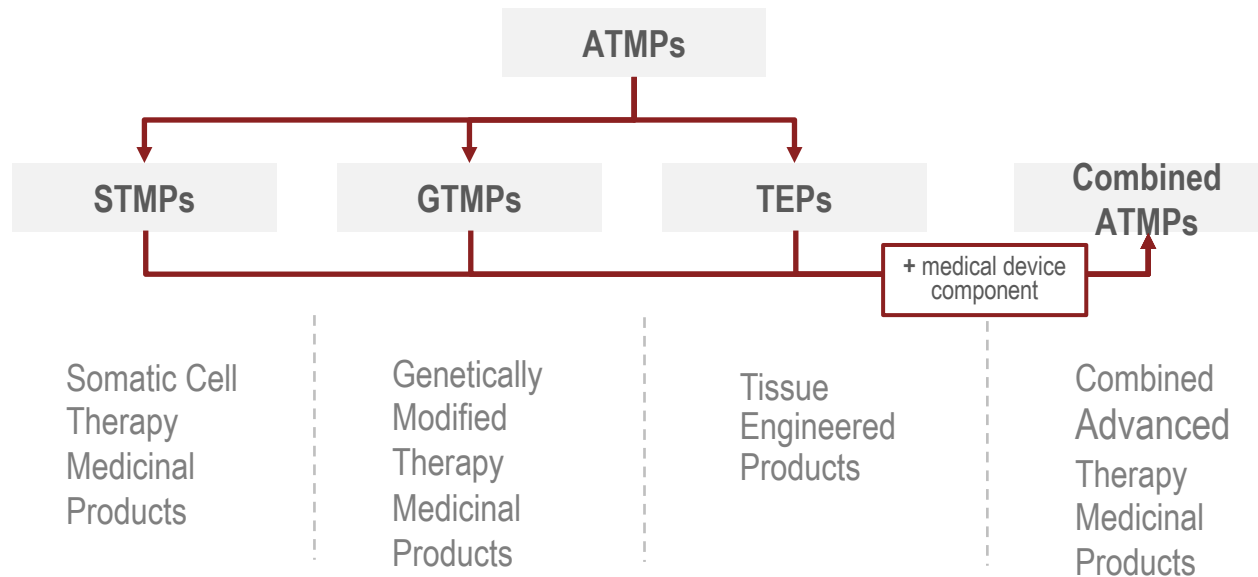 ATMPs
STMPs
GTMPs
TEPs
Combined
ATMPs
+ medical device
component
Somatic Cell
Therapy
Medicinal
Products
Genetically
Modified
Therapy
Medicinal
Products
Tissue
Engineered
Products
Combined
Advanced
Therapy
Medicinal
Products